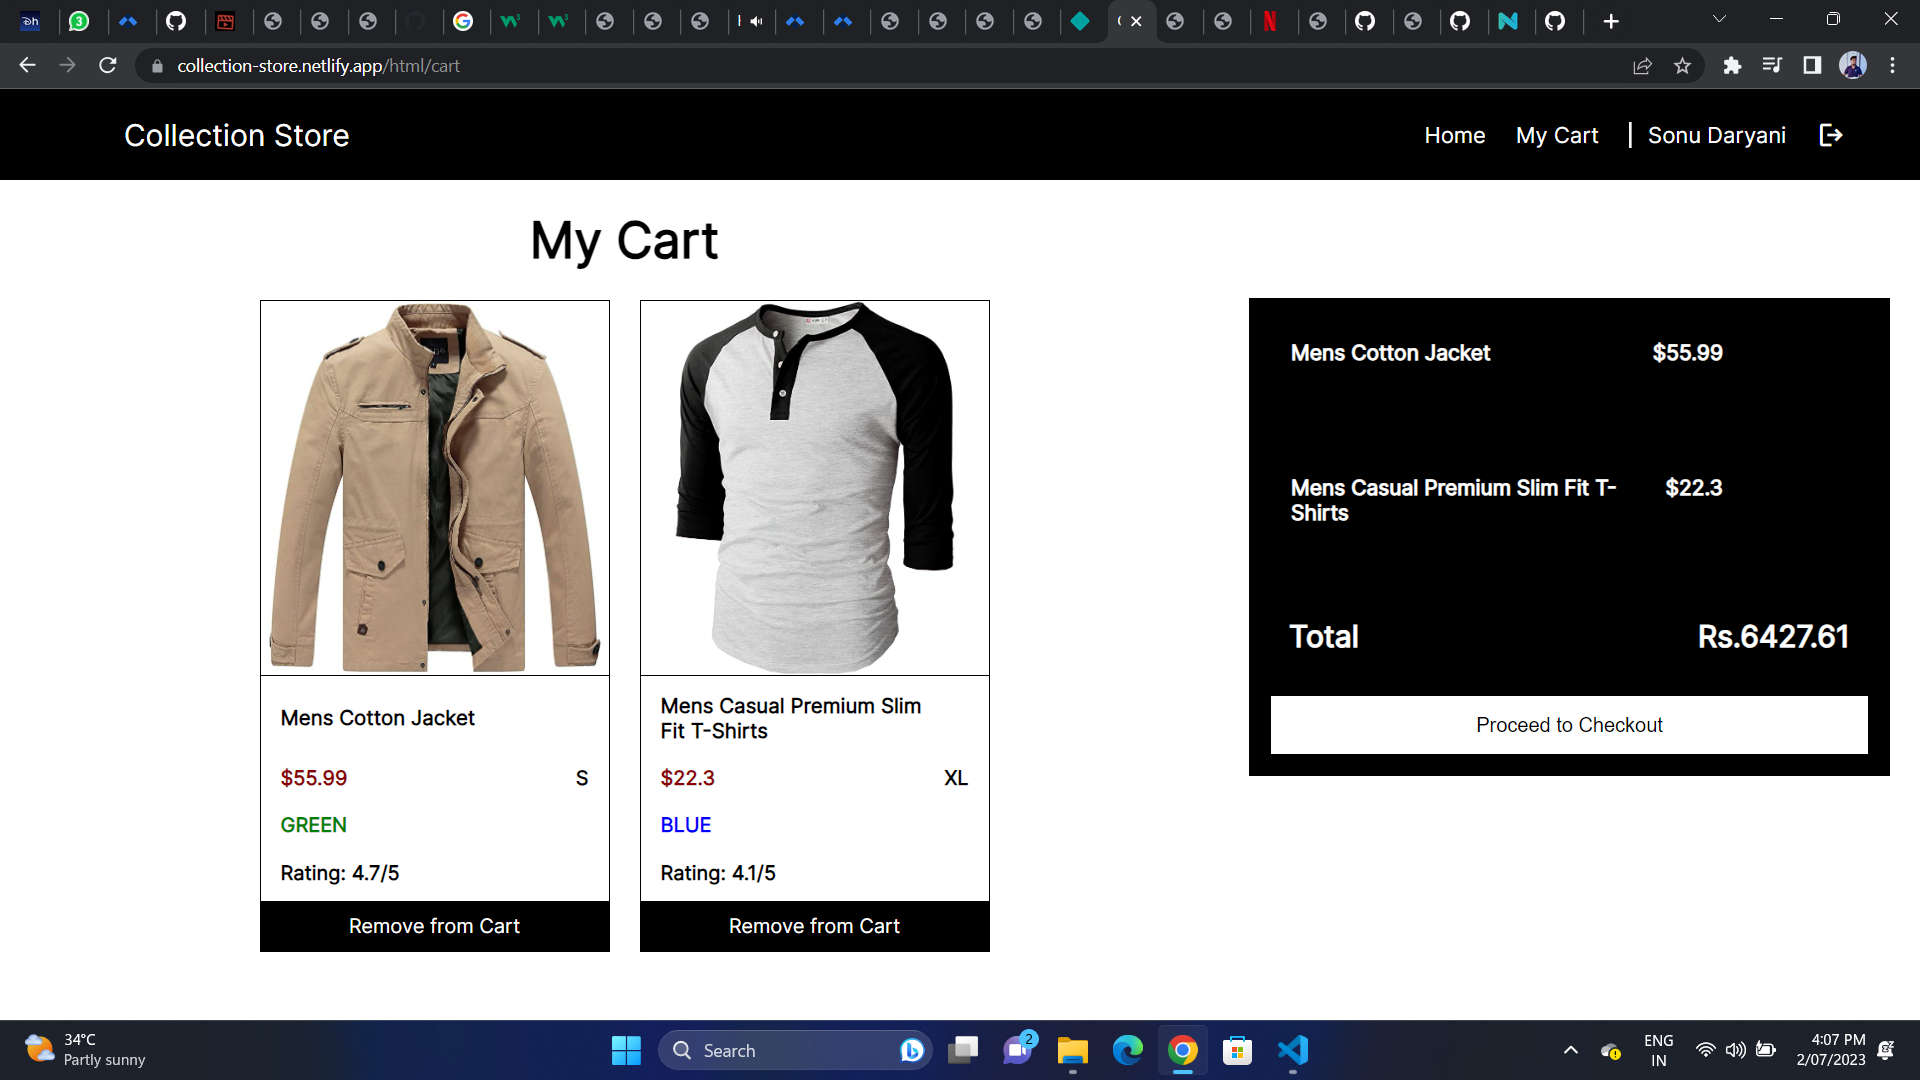 collection-store.netlify.app/html/cart
Collection Store
Home
My Cart
Sonu Daryani
My Cart
Mens Cotton Jacket
$55.99
S
GREEN
Rating: 4.7/5
Remove from Cart
Mens Casual Premium Slim
Fit T-Shirts
$22.3
XL
BLUE
Rating: 4.1/5
Remove from Cart
Mens Cotton Jacket
$55.99
Mens Casual Premium Slim Fit T-
Shirts
$22.3
Total
Rs.6427.61
Proceed to Checkout
34°C
Partly sunny
Search
2
ENG
IN
4:07 PM
2/07/2023